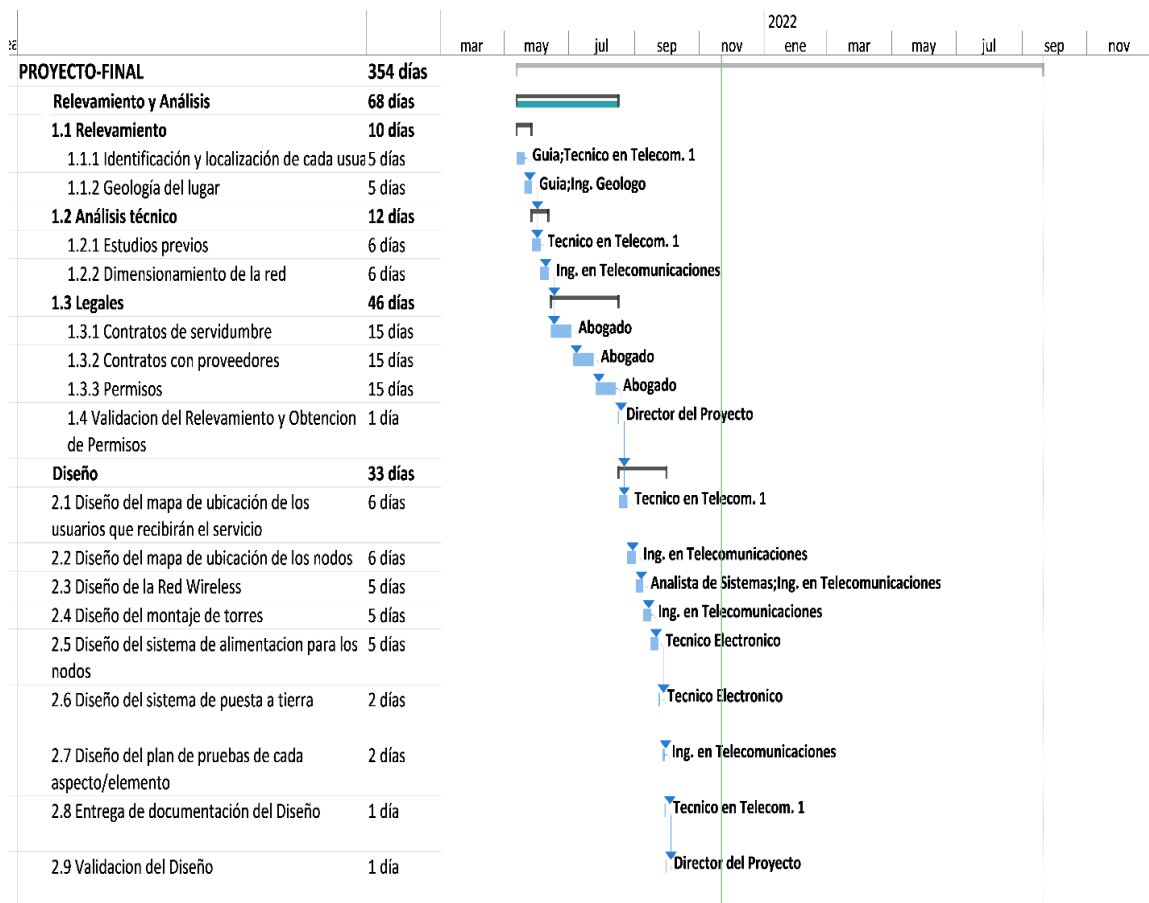 2022
mar may jul sep nov ene mar may jul sep nov
PROYECTO-FINAL 354 días
Relevamiento y Análisis 68 días
1.1 Relevamiento 10 días
1.1.1 Identificación y localización de cada usua 5 días Guia;Tecnico en Telecom. 1
1.1.2 Geología del lugar 5 días Guia;Ing. Geologo
1.2 Análisis técnico 12 días
1.2.1 Estudios previos 6 días Tecnico en Telecom. 1
1.2.2 Dimensionamiento de la red 6 días Ing. en Telecomunicaciones
1.3 Legales 46 días
1.3.1 Contratos de servidumbre 15 días Abogado
1.3.2 Contratos con proveedores 15 días Abogado
1.3.3 Permisos 15 días Abogado
1.4 Validacion del Relevamiento y Obtencion 1 día Director del Proyecto
de Permisos
Diseño 33 días
2.1 Diseño del mapa de ubicación de los 6 días Tecnico en Telecom. 1
usuarios que recibirán el servicio
2.2 Diseño del mapa de ubicación de los nodos 6 días Ing. en Telecomunicaciones
2.3 Diseño de la Red Wireless 5 días Analista de Sistemas;Ing. en Telecomunicaciones
2.4 Diseño del montaje de torres 5 días Ing. en Telecomunicaciones
2.5 Diseño del sistema de alimentacion para los 5 días Tecnico Electronico
nodos
2.6 Diseño del sistema de puesta a tierra 2 días Tecnico Electronico
2.7 Diseño del plan de pruebas de cada 2 días Ing. en Telecomunicaciones
aspecto/elemento
2.8 Entrega de documentación del Diseño 1 día Tecnico en Telecom. 1
2.9 Validacion del Diseño 1 día Director del Proyecto